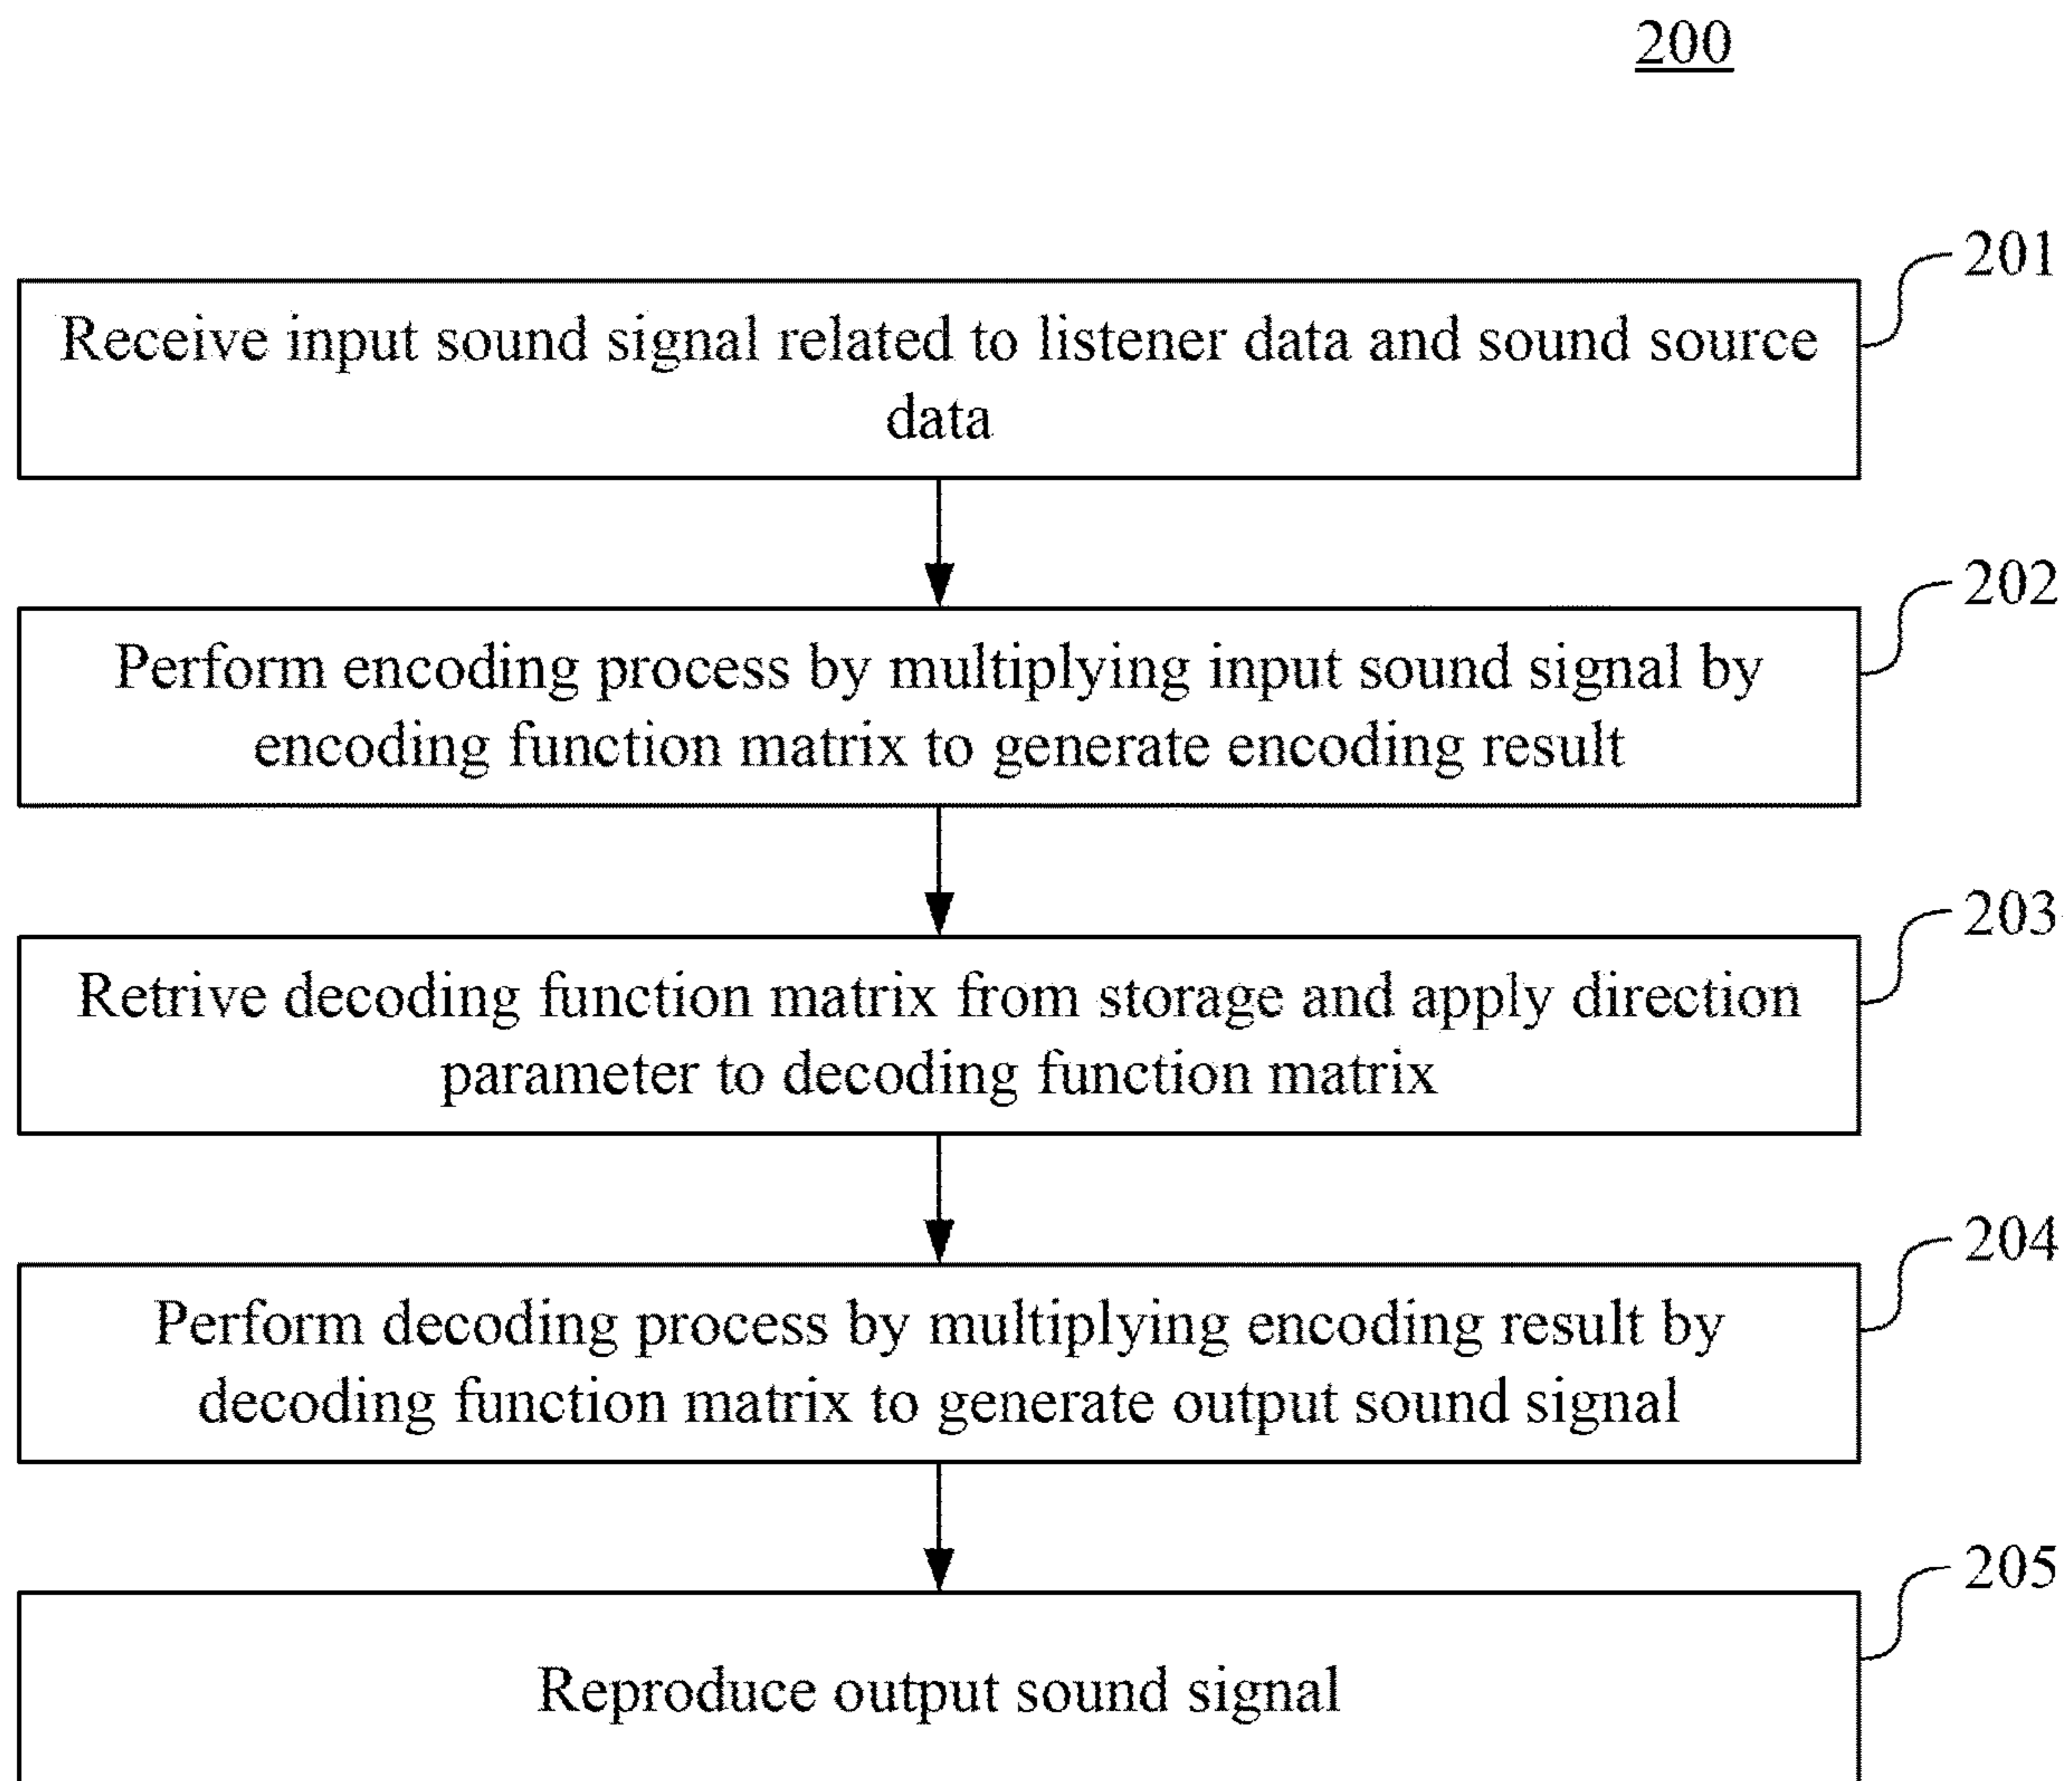 200
201
Receive input sound signal related to listener data and sound source
data
202
Perform encoding process by multiplying input sound signal by
encoding function matrix to generate encoding result
203
Retrive decoding function matrix from storage and apply direction
parameter to decoding function matrix
204
Perform decoding process by multiplying encoding result by
decoding function matrix to generate output sound signal
205
Reproduce output sound signal